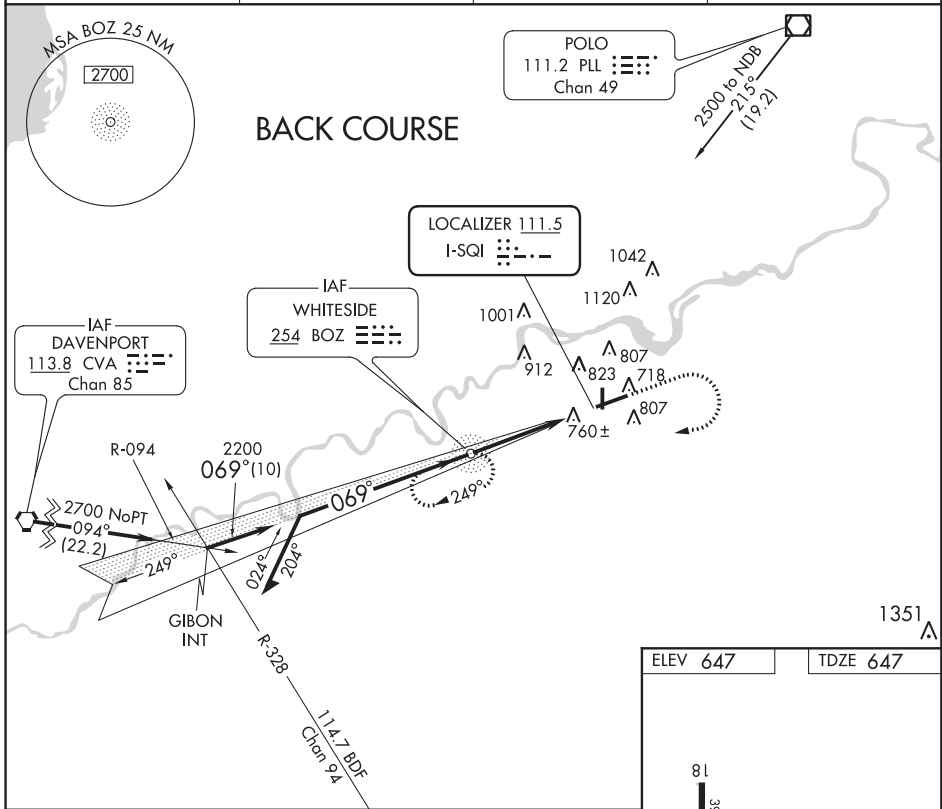 MSA BOZ 25 NM
2700
BACK COURSE
POLO
111.2 PLL
Chan 49
2500 to NDB
215°
(19.2)
LOCALIZER 111.5
I-SQI
IAF
WHITESIDE
254 BOZ
IAF
DAVENPORT
113.8 CVA
Chan 85
1042
1120
1001
912
823
807
718
807
760±
R-094
2200
069° (10)
2700 NoPT
094°
(22.2)
069°
249°
249°
024°
204°
GIBON
INT
R-328
114.7 BDF
Chan 94
1351
ELEV 647
TDZE 647
18